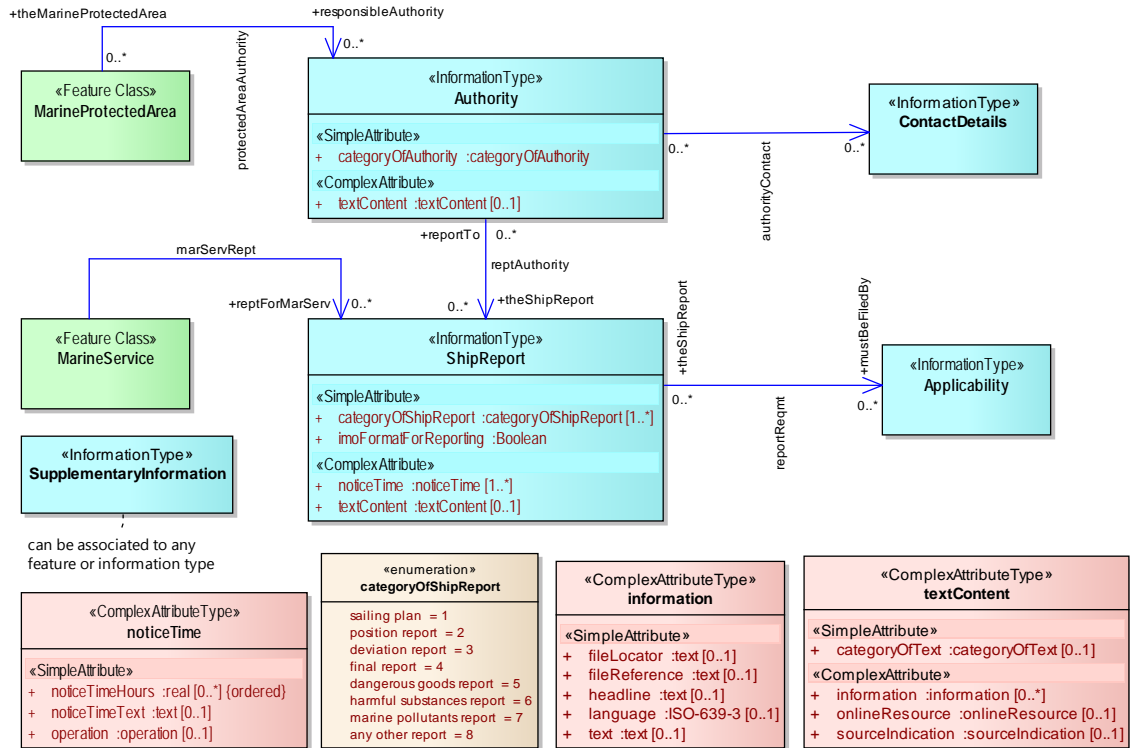 +theMarineProtectedArea
+responsibleAuthority
0..*
0..*
protectedAreaAuthority
«Feature Class»
MarineProtectedArea
«InformationType»
Authority
«SimpleAttribute»
+ categoryOfAuthority :categoryOfAuthority
«ComplexAttribute»
+ textContent :textContent [0..1]
«InformationType»
ContactDetails
0..*
0..*
authorityContact
+reportTo
0..*
reptAuthority
0..*
+theShipReport
marServRept
+reptForMarServ
0..*
«Feature Class»
MarineService
«InformationType»
ShipReport
«SimpleAttribute»
+ categoryOfShipReport :categoryOfShipReport [1..*]
+ imoFormatForReporting :Boolean
«ComplexAttribute»
+ noticeTime :noticeTime [1..*]
+ textContent :textContent [0..1]
+theShipReport
0..*
reportReqmt
+mustBeFiledBy
0..*
«InformationType»
Applicability
«InformationType»
SupplementaryInformation
can be associated to any
feature or information type
«ComplexAttributeType»
noticeTime
«SimpleAttribute»
+ noticeTimeHours :real [0..*] {ordered}
+ noticeTimeText :text [0..1]
+ operation :operation [0..1]
«enumeration»
categoryOfShipReport
sailing plan = 1
position report = 2
deviation report = 3
final report = 4
dangerous goods report = 5
harmful substances report = 6
marine pollutants report = 7
any other report = 8
«ComplexAttributeType»
information
«SimpleAttribute»
+ fileLocator :text [0..1]
+ fileReference :text [0..1]
+ headline :text [0..1]
+ language :ISO-639-3 [0..1]
+ text :text [0..1]
«ComplexAttributeType»
textContent
«SimpleAttribute»
+ categoryOfText :categoryOfText [0..1]
«ComplexAttribute»
+ information :information [0..*]
+ onlineResource :onlineResource [0..1]
+ sourceIndication :sourceIndication [0..1]